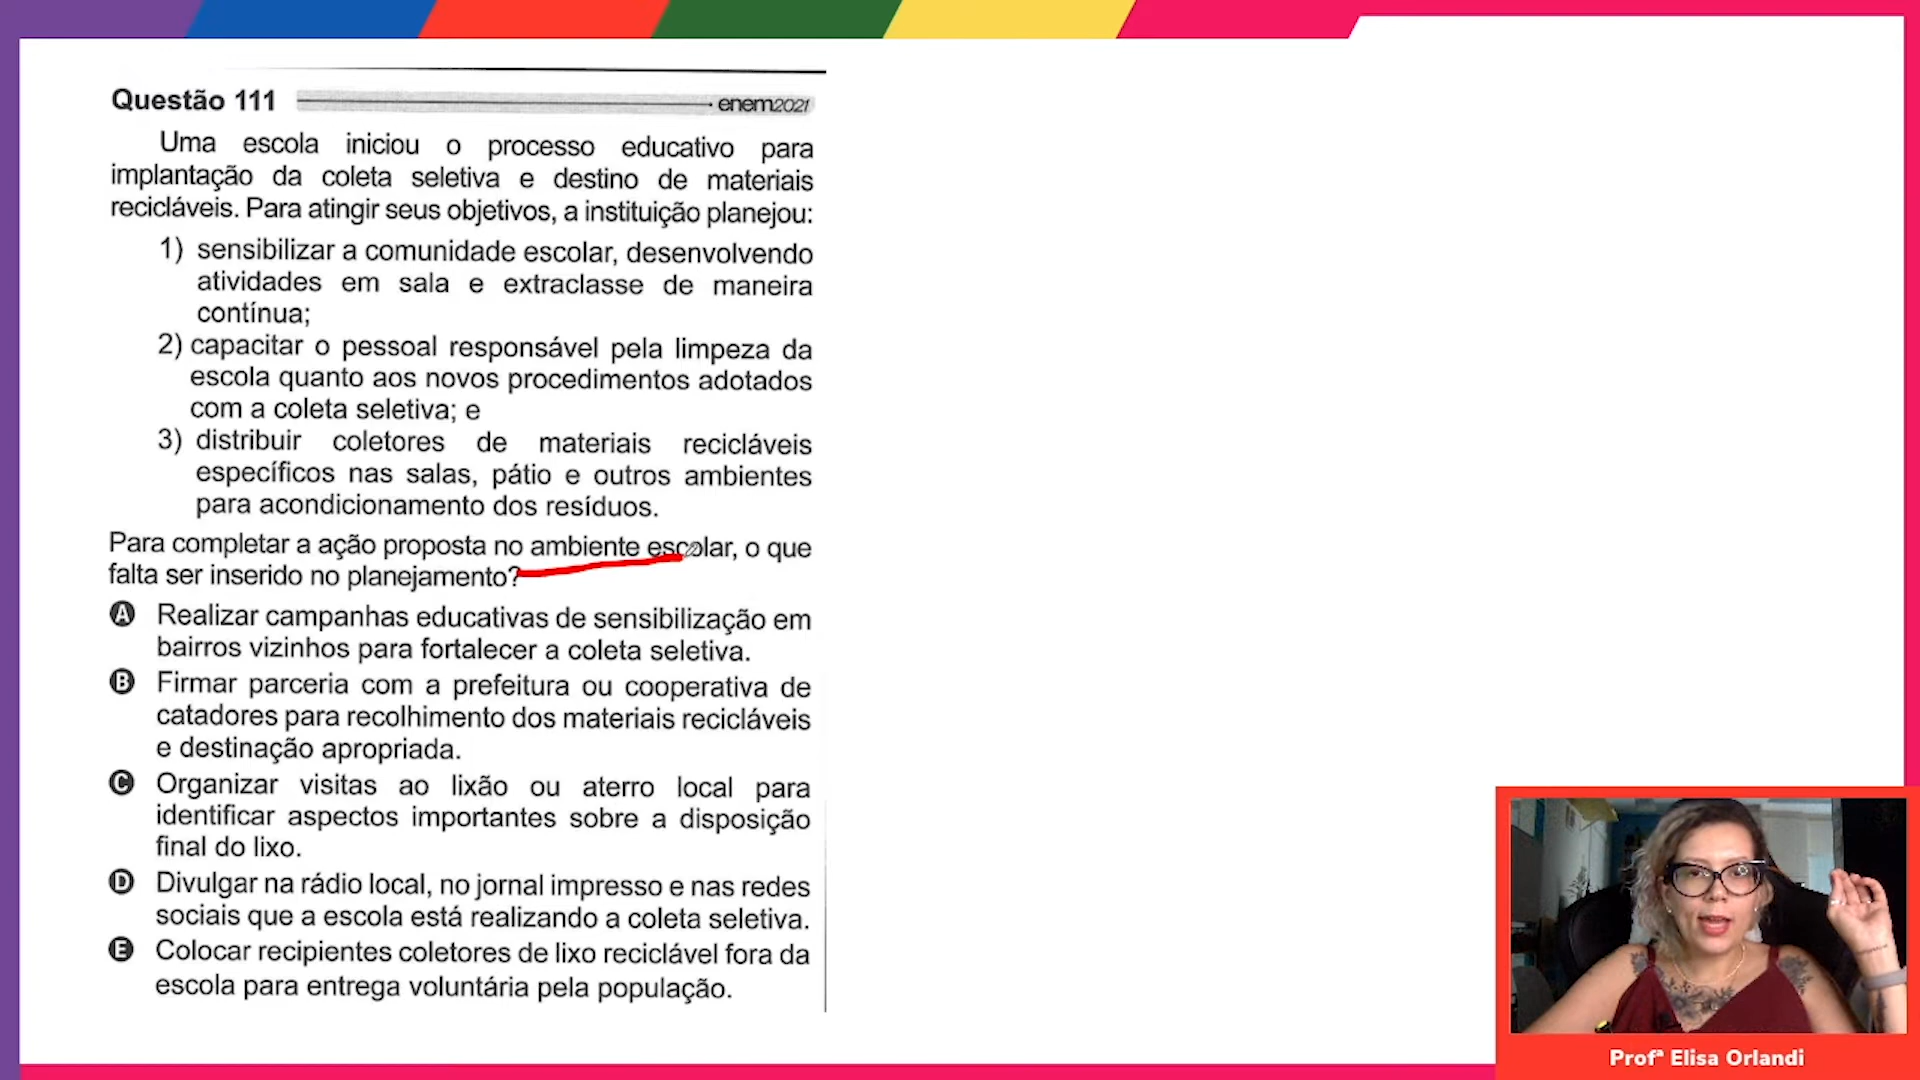 Questão 111
enem2021
Uma escola iniciou o processo educativo para
implantação da coleta seletiva e destino de materiais
recicláveis. Para atingir seus objetivos, a instituição planejou:
1) sensibilizar a comunidade escolar, desenvolvendo
atividades em sala e extraclasse de maneira
contínua;
2) capacitar o pessoal responsável pela limpeza da
escola quanto aos novos procedimentos adotados
com a coleta seletiva; e
3) distribuir coletores de materiais recicláveis
específicos nas salas, pátio e outros ambientes
para acondicionamento dos resíduos.
Para completar a ação proposta no ambiente escolar, o que
falta ser inserido no planejamento?
A Realizar campanhas educativas de sensibilização em
bairros vizinhos para fortalecer a coleta seletiva.
B Firmar parceria com a prefeitura ou cooperativa de
catadores para recolhimento dos materiais recicláveis
e destinação apropriada.
C Organizar visitas ao lixão ou aterro local para
identificar aspectos importantes sobre a disposição
final do lixo.
D Divulgar na rádio local, no jornal impresso e nas redes
sociais que a escola está realizando a coleta seletiva.
E Colocar recipientes coletores de lixo reciclável fora da
escola para entrega voluntária pela população.
Profª Elisa Orlandi